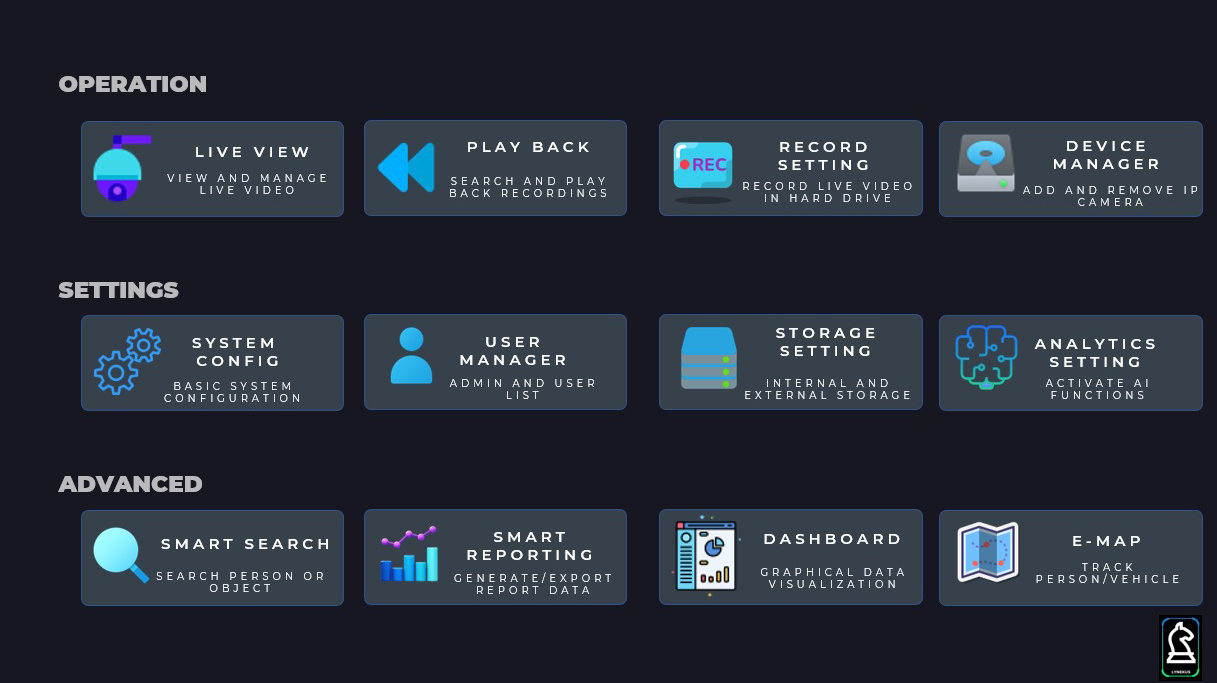 OPERATION
LIVE VIEW
VIEW AND MANAGE
LIVE VIDEO
PLAY BACK
SEARCH AND PLAY
BACK RECORDINGS
REC
RECORD
SETTING
RECORD LIVE VIDEO
IN HARD DRIVE
DEVICE
MANAGER
ADD AND REMOVE IP
CAMERA
SETTINGS
SYSTEM
CONFIG
BASIC SYSTEM
CONFIGURATION
USER
MANAGER
ADMIN AND USER
LIST
STORAGE
SETTING
INTERNAL AND
EXTERNAL STORAGE
ANALYTICS
SETTING
ACTIVATE AI
FUNCTIONS
ADVANCED
SMART SEARCH
SEARCH PERSON OR
OBJECT
SMART
REPORTING
GENERATE/EXPORT
REPORT DATA
DASHBOARD
GRAPHICAL DATA
VISUALIZATION
E-MAP
TRACK
PERSON/VEHICLE